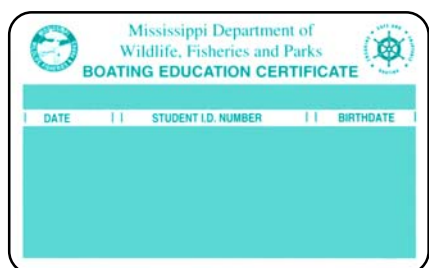 Mississippi Department of
Wildlife, Fisheries and Parks
BOATING EDUCATION CERTIFICATE
DATE STUDENT I.D. NUMBER BIRTHDATE